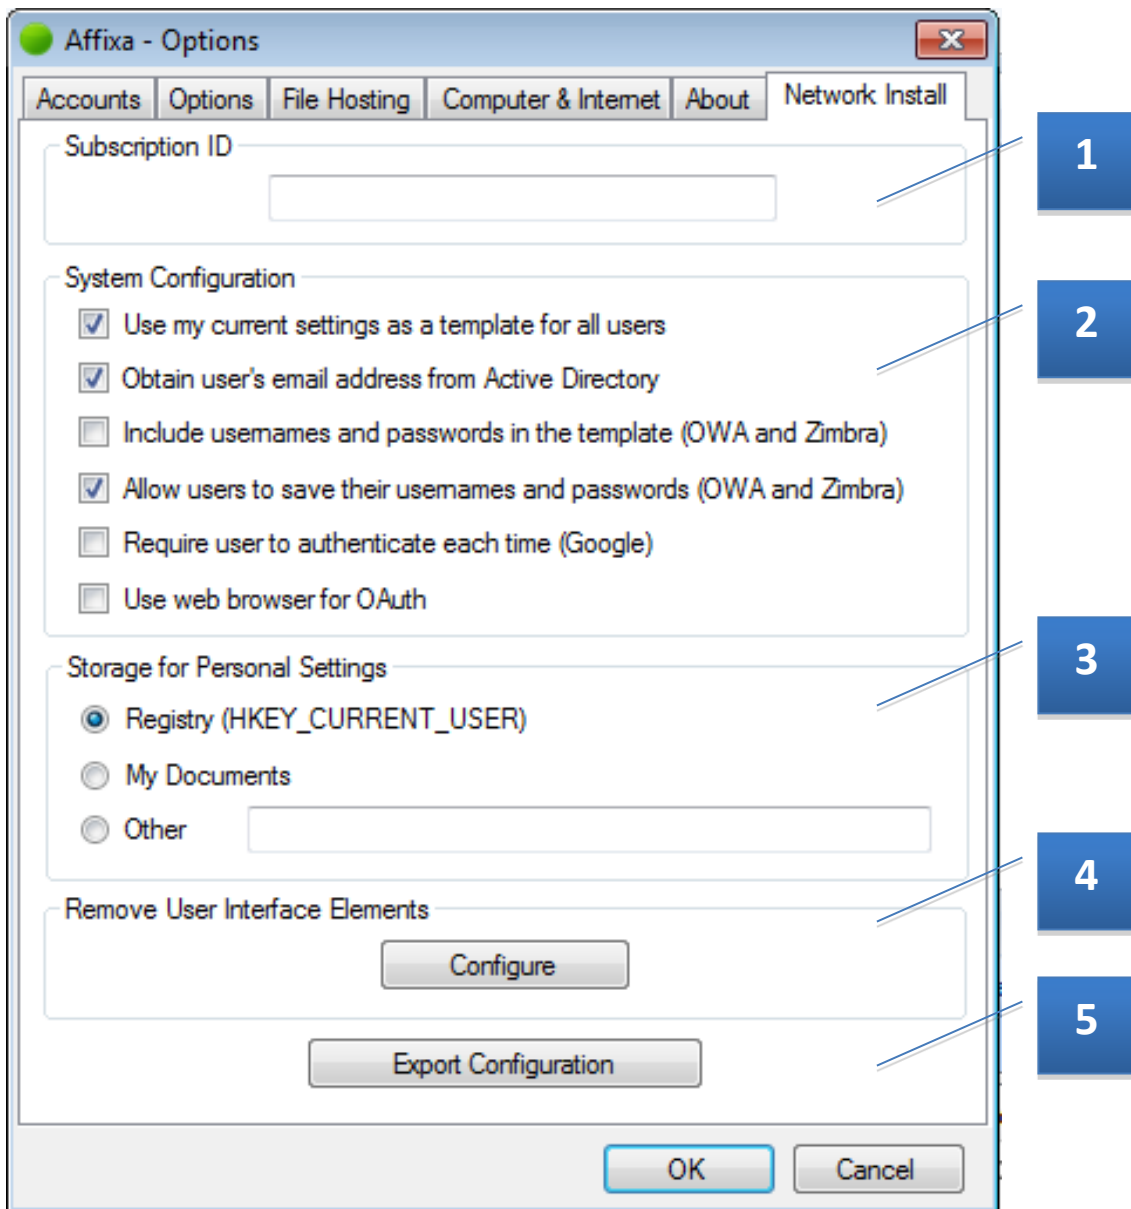 Affixa - Options
Accounts Options File Hosting Computer & Internet About Network Install
Subscription ID
1
System Configuration
Use my current settings as a template for all users
2
Obtain user's email address from Active Directory
Include usernames and passwords in the template (OWA and Zimbra)
Allow users to save their usernames and passwords (OWA and Zimbra)
Require user to authenticate each time (Google)
Use web browser for OAuth
Storage for Personal Settings
3
Registry (HKEY_CURRENT_USER)
My Documents
Other
Remove User Interface Elements
4
Configure
5
Export Configuration
OK Cancel